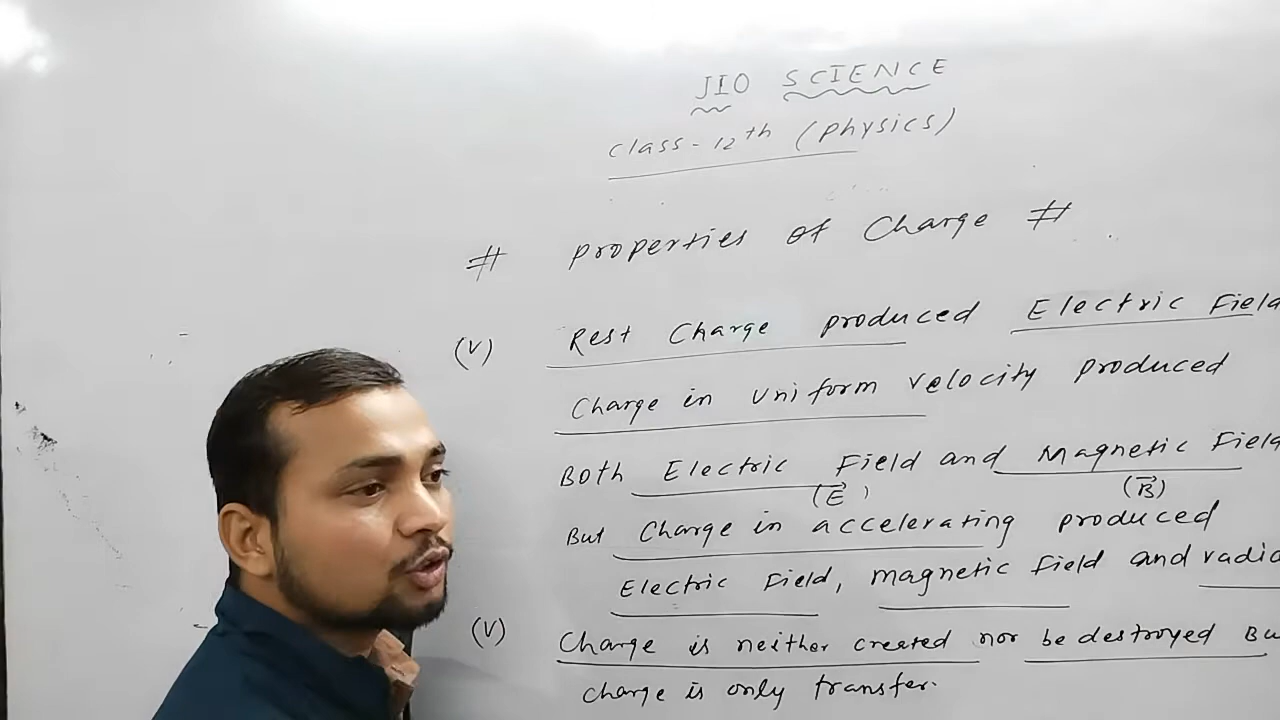 JIO SCIENCE
class-12th (Physics)
# Properties of Charge #
(V) Rest Charge produced Electric Field
Charge in Uniform velocity produced
Both Electric Field and Magnetic Field
(E⃗) (B⃗)
But Charge in accelerating produced
Electric Field, magnetic field and
(V) Charge is neither created nor be destroyed
Charge is only transfer.